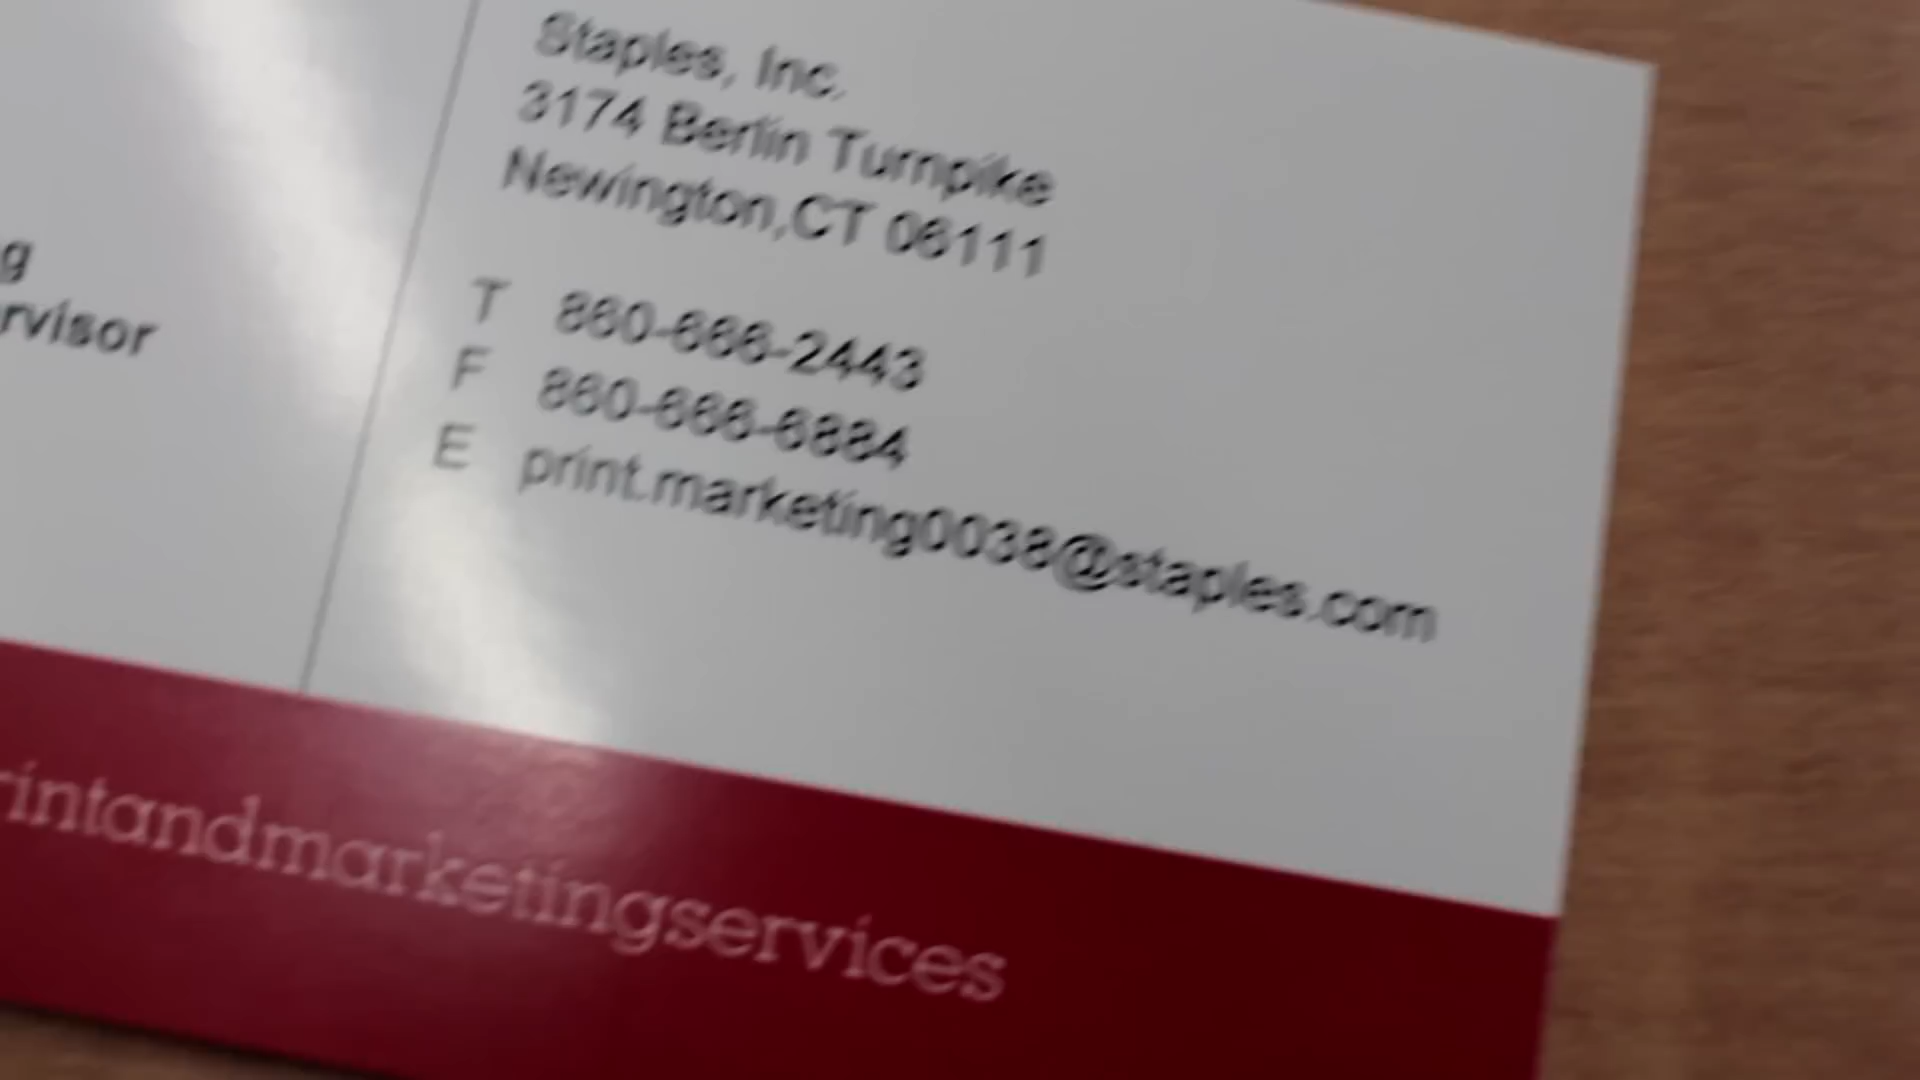 Staples, Inc.
3174 Berlin Turnpike
Newington,CT 06111
g
rvisor
T 860-666-2443
F 860-666-6884
E print.marketing0038@staples.com
rintandmarketingservices